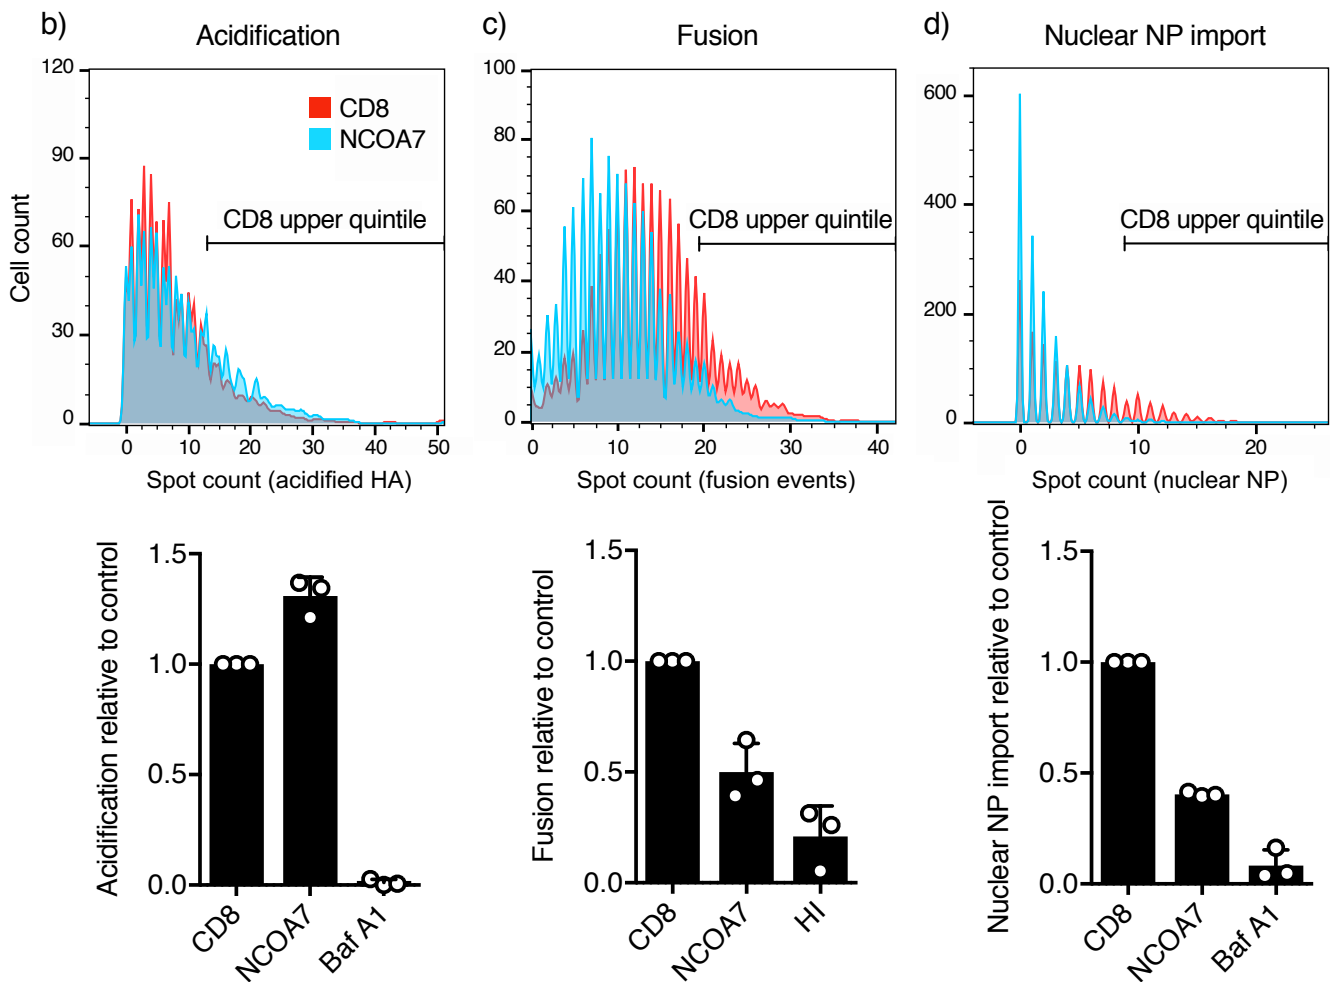 b)
Acidification
120
90
60
30
0
Cell count
CD8
NCOA7
CD8 upper quintile
0
10
20
30
40
50
Spot count (acidified HA)
c)
Fusion
100
80
60
40
20
0
CD8 upper quintile
0
10
20
30
40
Spot count (fusion events)
d)
Nuclear NP import
600
400
200
0
CD8 upper quintile
0
10
20
Spot count (nuclear NP)
Acidification relative to control
1.5
1.0
0.5
0.0
CD8
NCOA7
Baf A1
Fusion relative to control
1.5
1.0
0.5
0.0
CD8
NCOA7
HI
Nuclear NP import relative to control
1.5
1.0
0.5
0.0
CD8
NCOA7
Baf A1